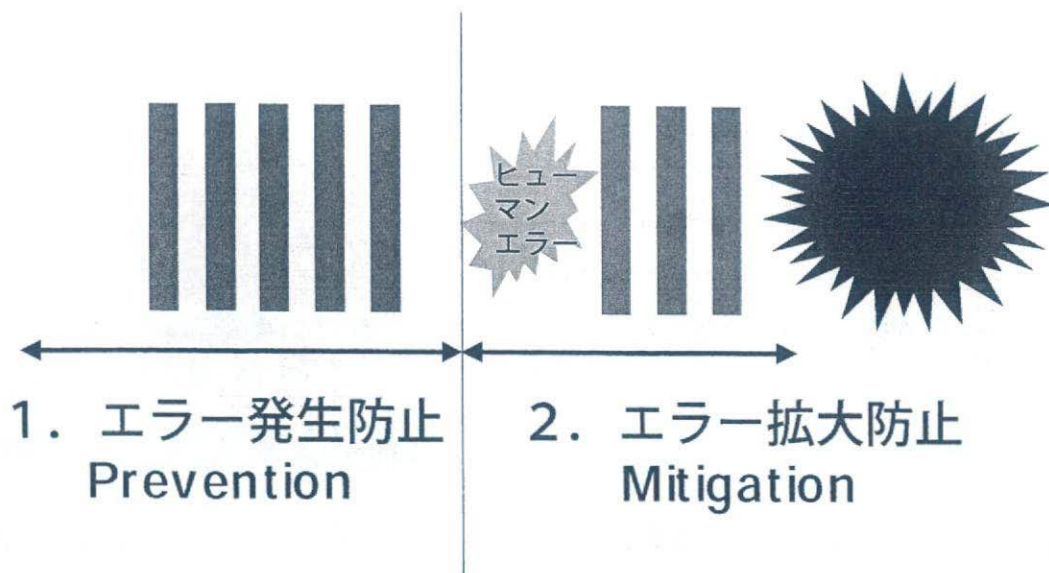 ヒュー
マン
エラー
1. エラー発生防止
Prevention
2. エラー拡大防止
Mitigation